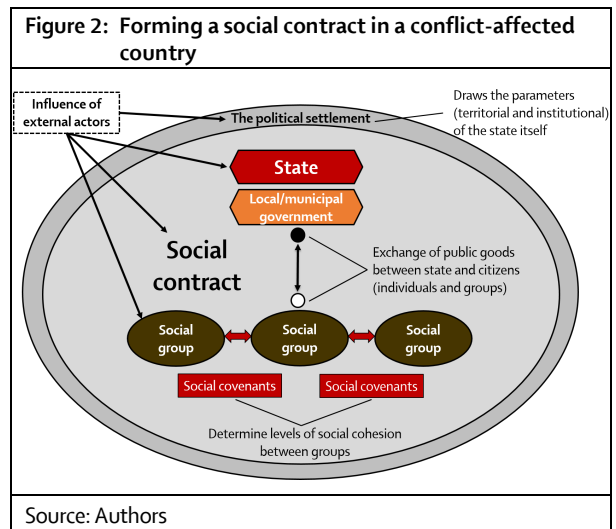 Figure 2: Forming a social contract in a conflict-affected
country
Influence of
external actors
The political settlement
Draws the parameters
(territorial and institutional)
of the state itself
State
Local/municipal
government
Social
contract
Exchange of public goods
between state and citizens
(individuals and groups)
Social
group
Social
group
Social
group
Social covenants
Social covenants
Determine levels of social cohesion
between groups
Source: Authors